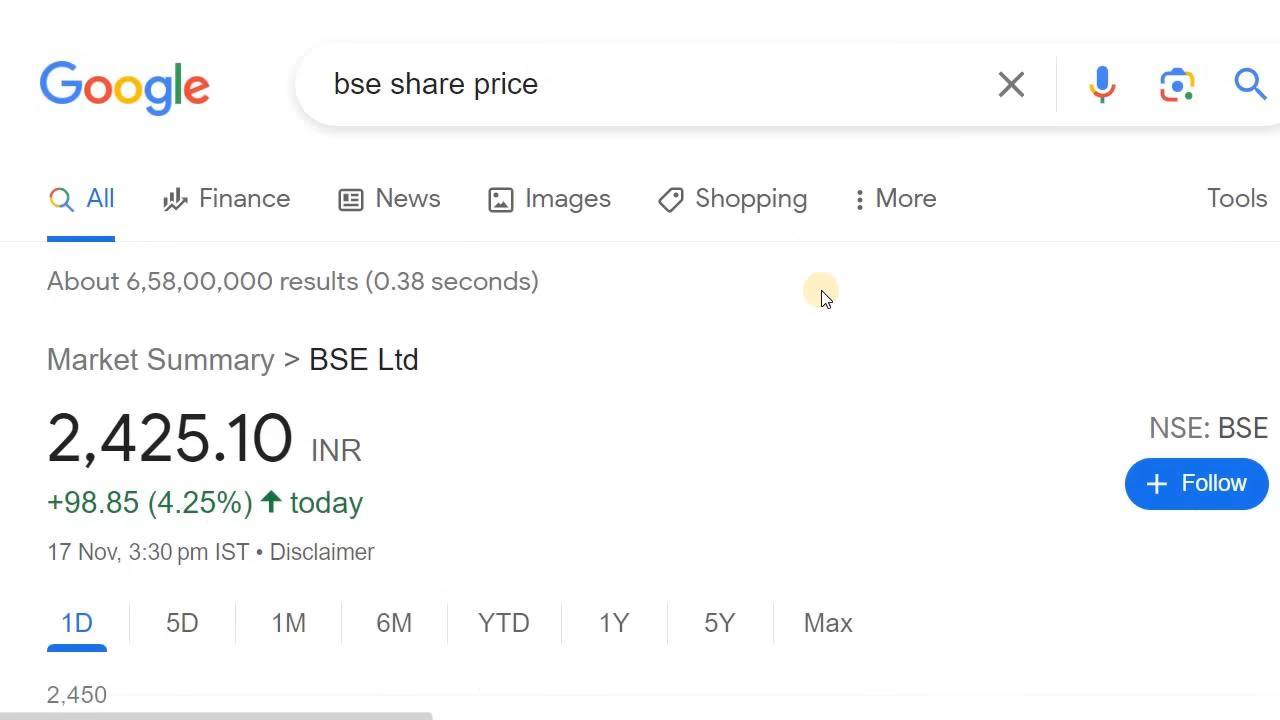 Google
bse share price
All Finance News Images Shopping More Tools
About 6,58,00,000 results (0.38 seconds)
Market Summary > BSE Ltd
2,425.10 INR
NSE: BSE
+98.85 (4.25%) ↑ today
+ Follow
17 Nov, 3:30 pm IST • Disclaimer
1D 5D 1M 6M YTD 1Y 5Y Max
2,450